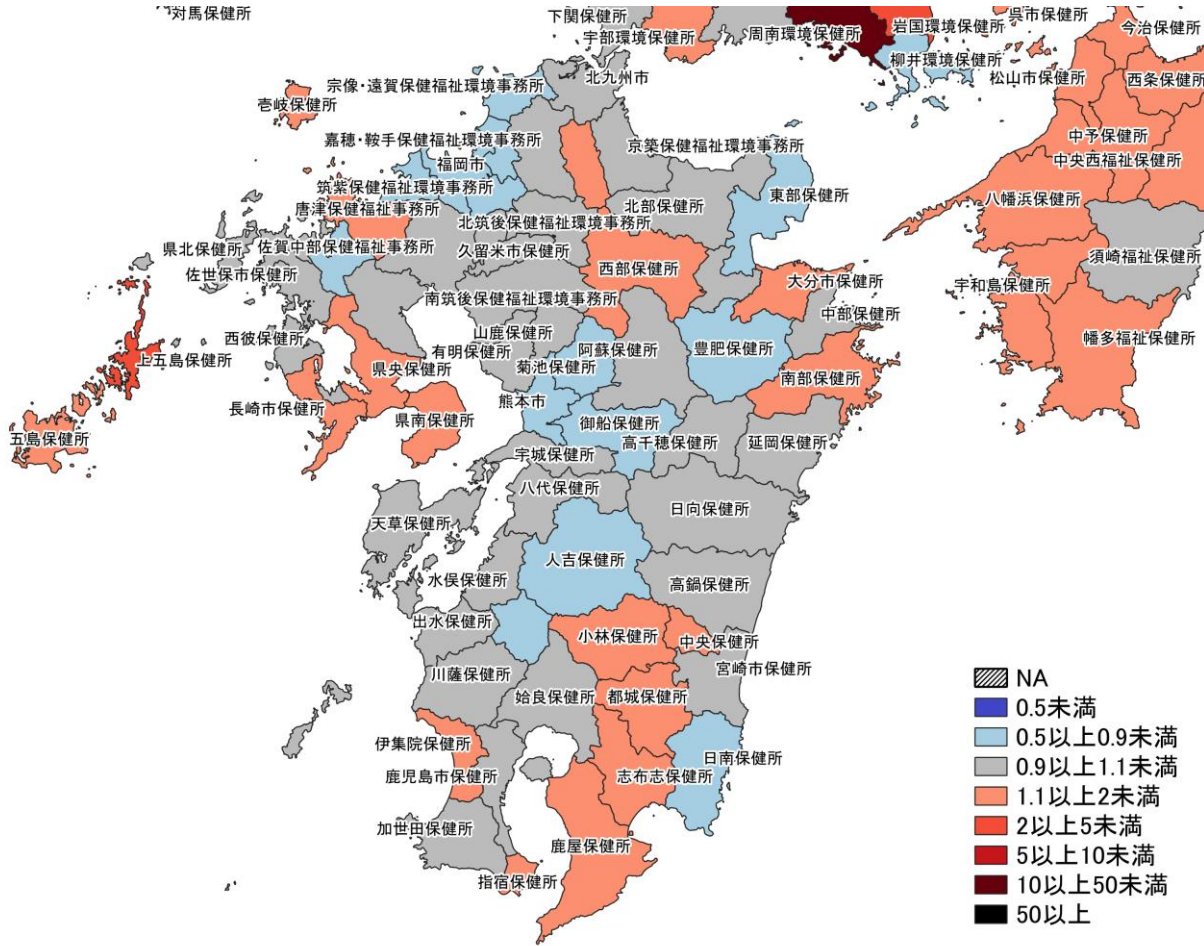 対馬保健所
下関保健所
宇部環境保健所
周南環境保健所
岩国環境保健所
呉市保健所
今治保健所
柳井環境保健所
松山市保健所
西条保健所
北九州市
宗像・遠賀保健福祉環境事務所
壱岐保健所
嘉穂・鞍手保健福祉環境事務所
京築保健福祉環境事務所
中予保健所
福岡市
中央西福祉保健所
筑紫保健福祉環境事務所
東部保健所
八幡浜保健所
唐津保健福祉事務所
北部保健所
北筑後保健福祉環境事務所
県北保健所
佐賀中部保健福祉事務所
久留米市保健所
須崎福祉保健所
佐世保市保健所
西部保健所
大分市保健所
宇和島保健所
南筑後保健福祉環境事務所
中部保健所
西彼保健所
山鹿保健所
幡多福祉保健所
有明保健所
阿蘇保健所
豊肥保健所
上五島保健所
菊池保健所
県央保健所
南部保健所
長崎市保健所
熊本市
県南保健所
御船保健所
五島保健所
高千穂保健所
延岡保健所
宇城保健所
八代保健所
日向保健所
天草保健所
人吉保健所
水俣保健所
高鍋保健所
出水保健所
小林保健所
中央保健所
宮崎市保健所
川薩保健所
姶良保健所
都城保健所
伊集院保健所
日南保健所
鹿児島市保健所
志布志保健所
加世田保健所
鹿屋保健所
指宿保健所
NA
0.5未満
0.5以上0.9未満
0.9以上1.1未満
1.1以上2未満
2以上5未満
5以上10未満
10以上50未満
50以上